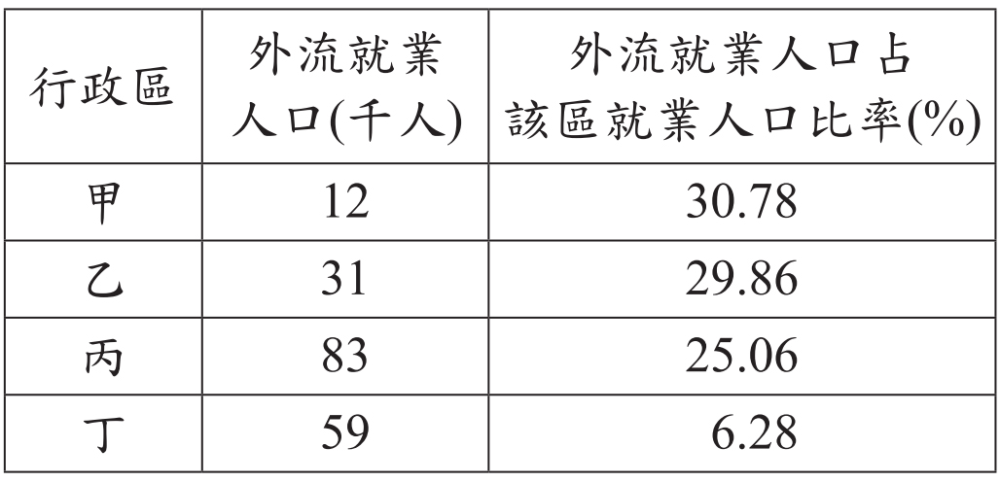 行政區 外流就業人口(千人) 外流就業人口占該區就業人口比率(%)
甲 12 30.78
乙 31 29.86
丙 83 25.06
丁 59 6.28